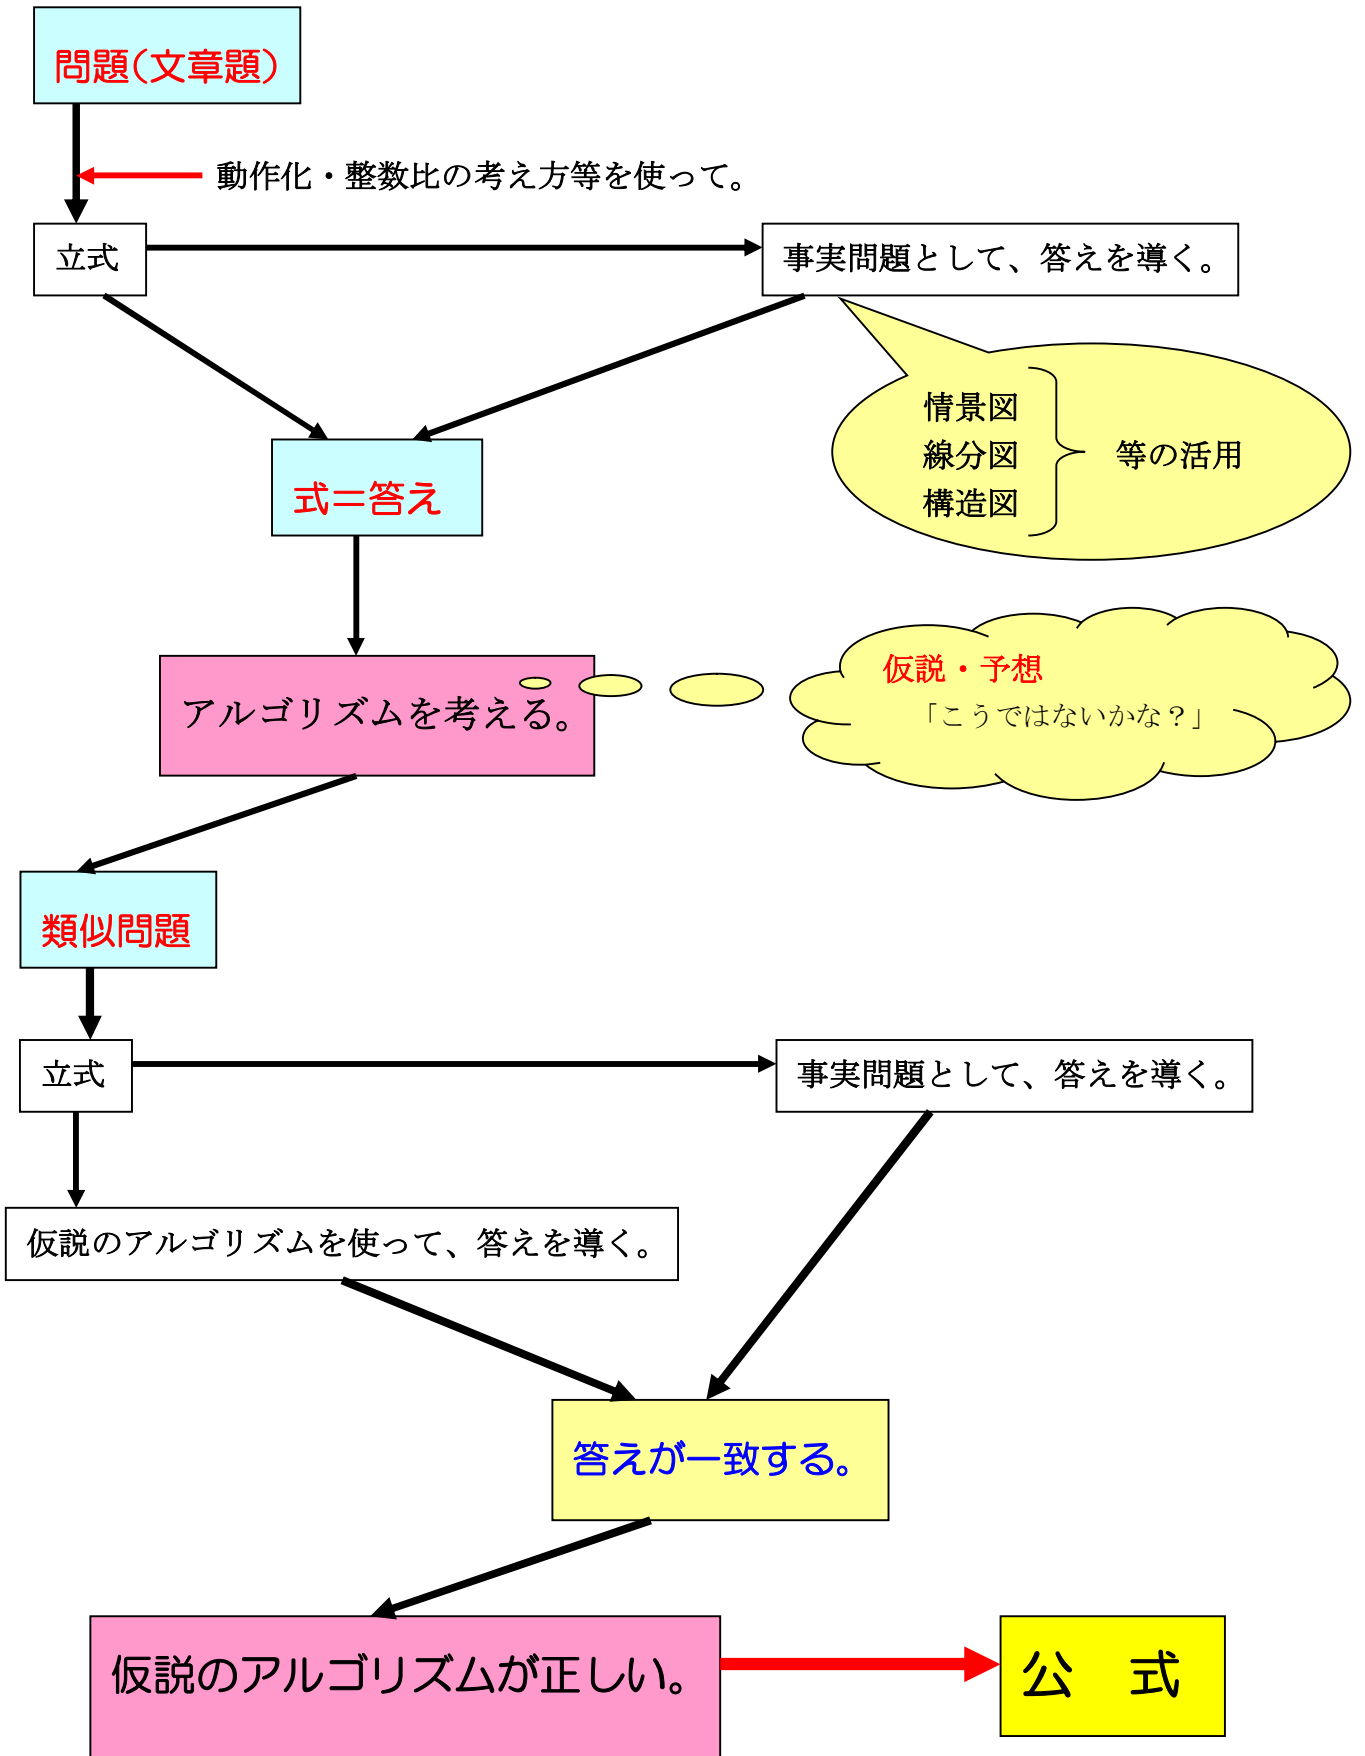 問題(文章題)
動作化・整数比の考え方等を使って。
立式
事実問題として、答えを導く。
情景図
線分図
等の活用
構造図
式＝答え
仮説・予想
アルゴリズムを考える。
「こうではないかな？」
類似問題
立式
事実問題として、答えを導く。
仮説のアルゴリズムを使って、答えを導く。
答えが一致する。
仮説のアルゴリズムが正しい。
公　式